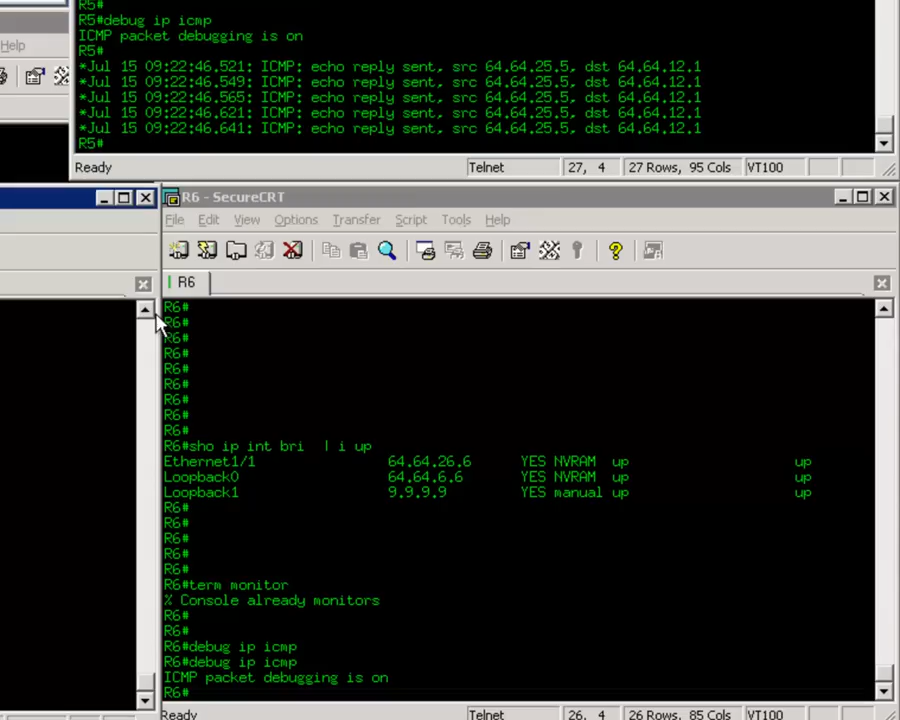 R5#
R5#debug ip icmp
ICMP packet debugging is on
R5#
*Jul 15 09:22:46.521: ICMP: echo reply sent, src 64.64.25.5, dst 64.64.12.1
*Jul 15 09:22:46.549: ICMP: echo reply sent, src 64.64.25.5, dst 64.64.12.1
*Jul 15 09:22:46.565: ICMP: echo reply sent, src 64.64.25.5, dst 64.64.12.1
*Jul 15 09:22:46.621: ICMP: echo reply sent, src 64.64.25.5, dst 64.64.12.1
*Jul 15 09:22:46.641: ICMP: echo reply sent, src 64.64.25.5, dst 64.64.12.1
R5#
Help
Ready Telnet 27, 4 27 Rows, 95 Cols VT100
R6 - SecureCRT
File Edit View Options Transfer Script Tools Help
R6
R6#
R6#
R6#
R6#
R6#
R6#
R6#
R6#
R6#
R6#sho ip int bri  | i up
Ethernet1/1 64.64.26.6 YES NVRAM up up
Loopback0 64.64.6.6 YES NVRAM up up
Loopback1 9.9.9.9 YES manual up up
R6#
R6#
R6#
R6#
R6#
R6#term monitor
% Console already monitors
R6#
R6#
R6#debug ip icmp
R6#debug ip icmp
ICMP packet debugging is on
R6#
Ready Telnet 26, 4 26 Rows, 85 Cols VT100